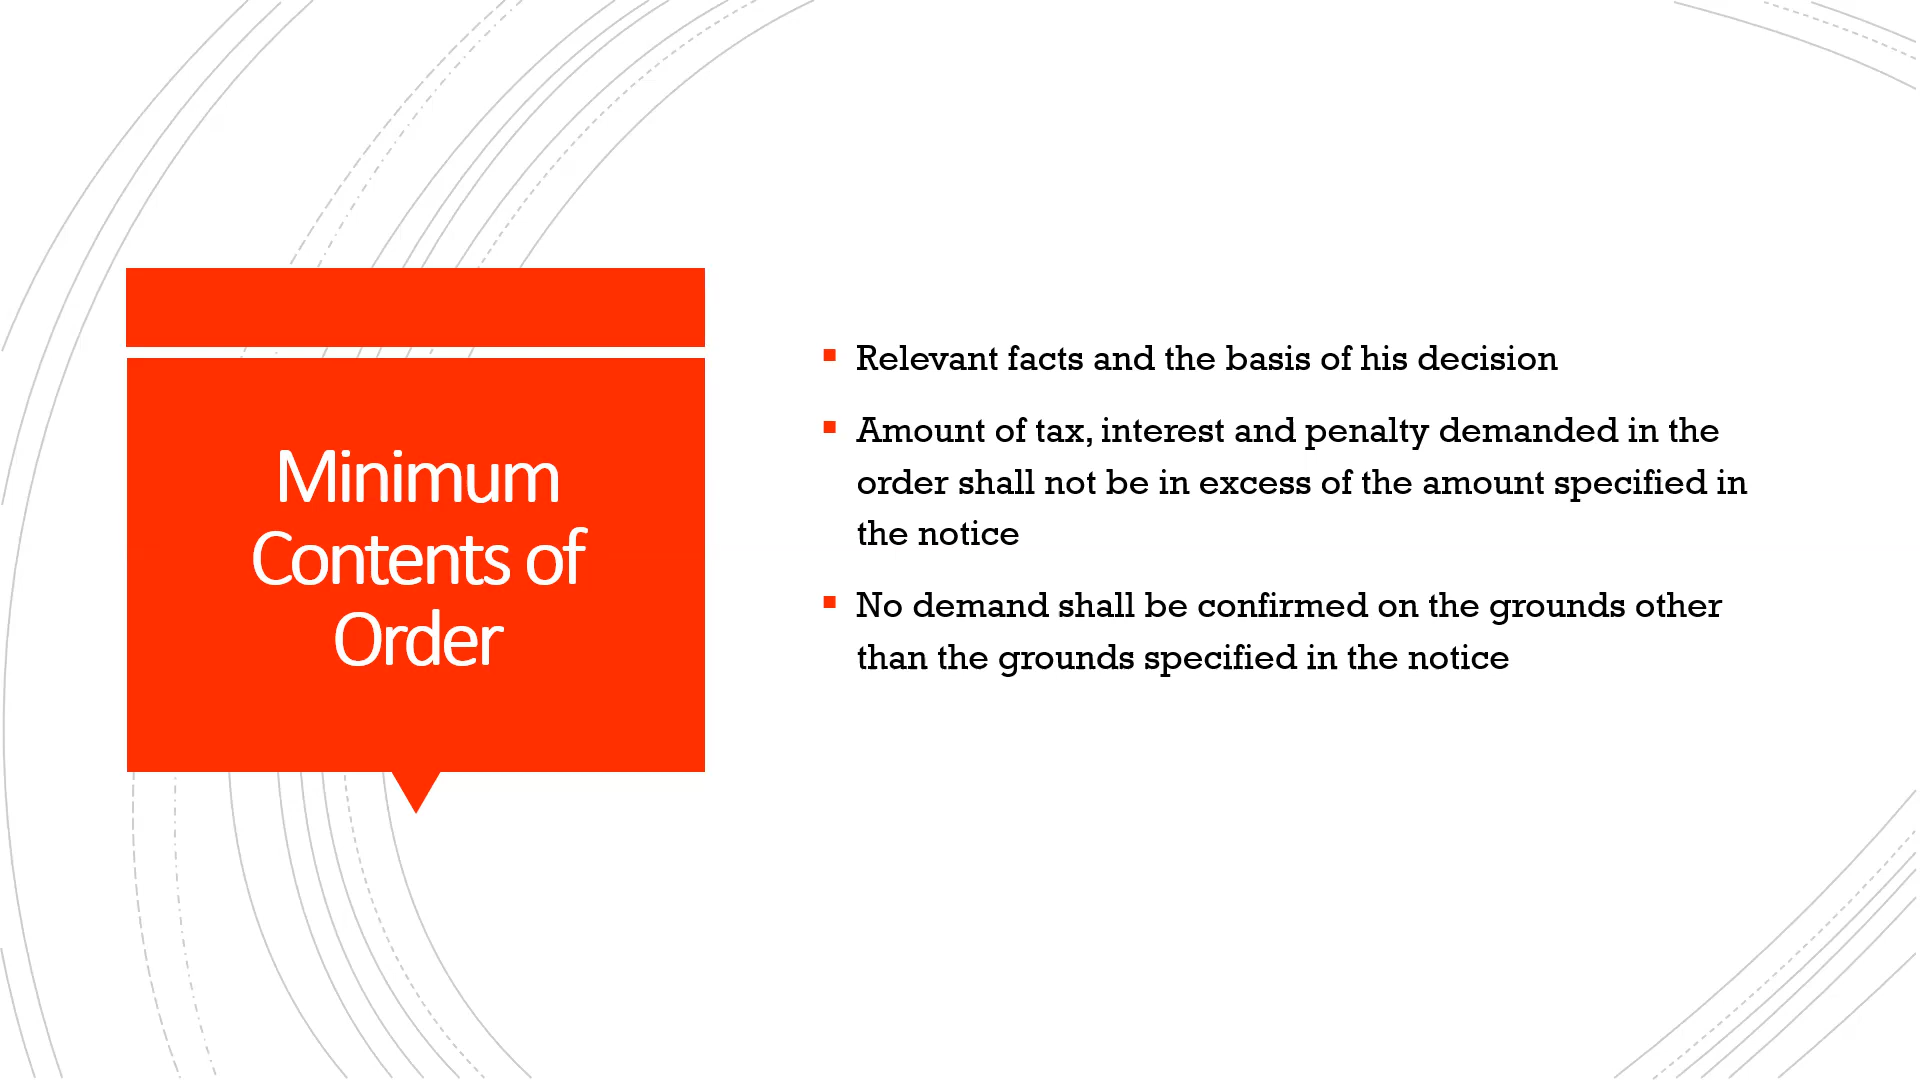 Minimum
Contents of
Order
Relevant facts and the basis of his decision
Amount of tax, interest and penalty demanded in the
order shall not be in excess of the amount specified in
the notice
No demand shall be confirmed on the grounds other
than the grounds specified in the notice